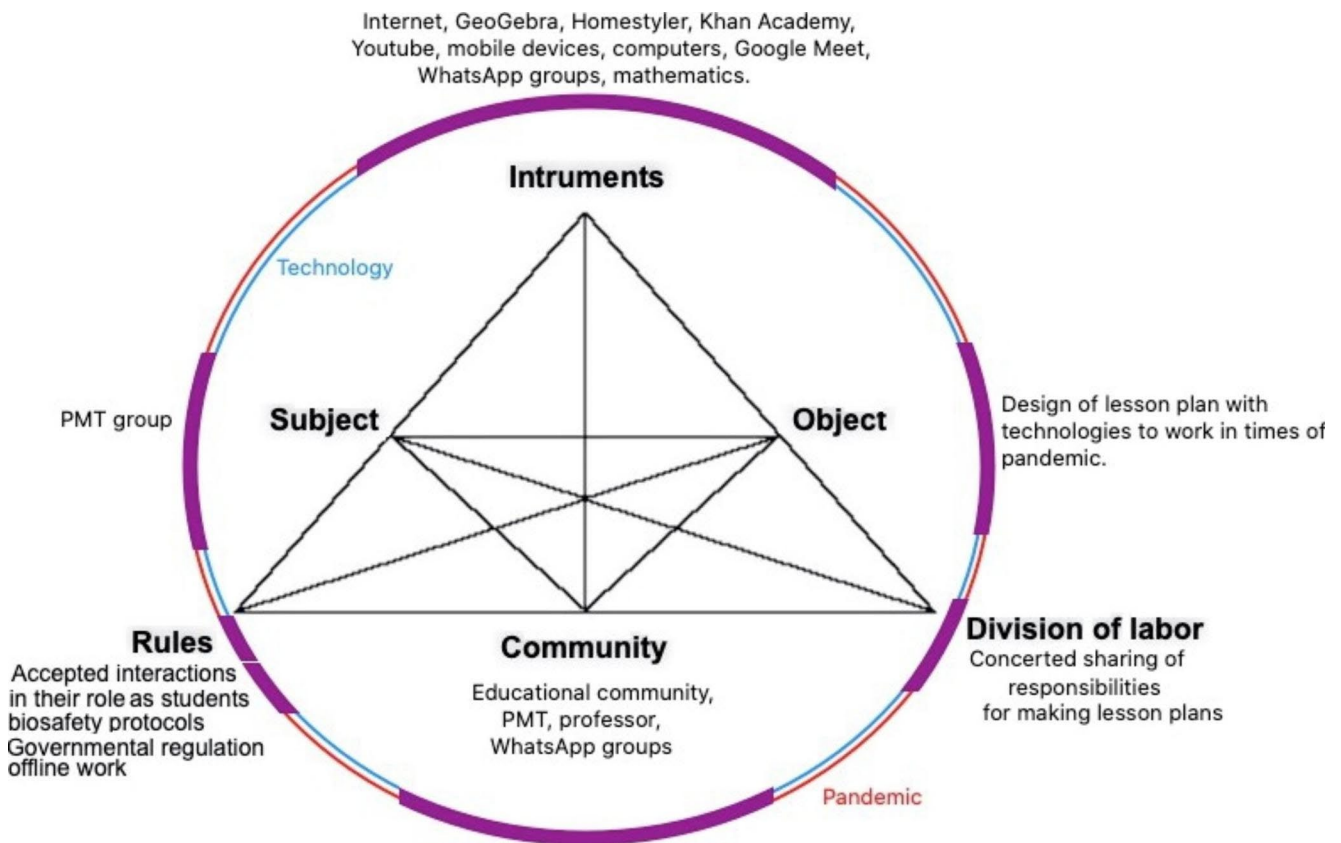 Internet, GeoGebra, Homestyler, Khan Academy,
Youtube, mobile devices, computers, Google Meet,
WhatsApp groups, mathematics.
Intruments
Technology
PMT group
Subject
Object
Design of lesson plan with
technologies to work in times of
pandemic.
Rules
Accepted interactions
in their role as students
biosafety protocols
Governmental regulation
offline work
Community
Educational community,
PMT, professor,
WhatsApp groups
Division of labor
Concerted sharing of
responsibilities
for making lesson plans
Pandemic